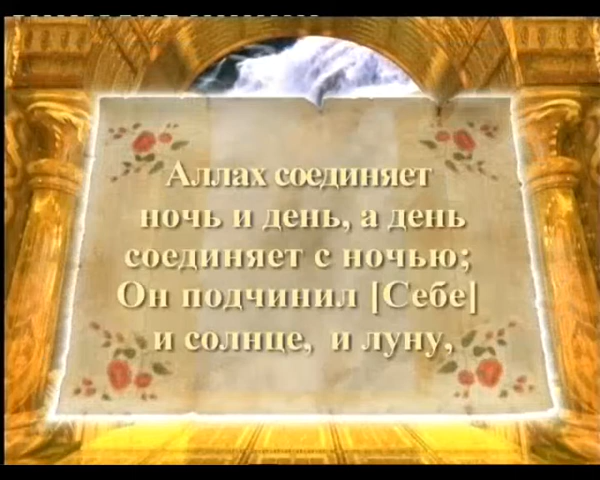 Аллах соединяет
ночь и день, а день
соединяет с ночью;
Он подчинил [Себе]
и солнце, и луну,